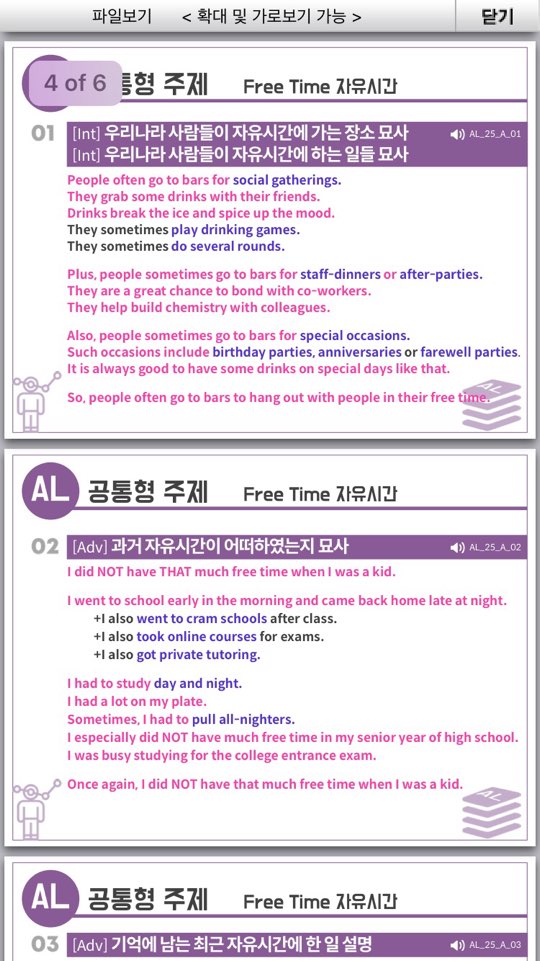 파일보기 < 확대 및 가로보기 가능 > 닫기
4 of 6
통형 주제 Free Time 자유시간
01 [Int] 우리나라 사람들이 자유시간에 가는 장소 묘사 AL_25_A_01
[Int] 우리나라 사람들이 자유시간에 하는 일들 묘사
People often go to bars for social gatherings.
They grab some drinks with their friends.
Drinks break the ice and spice up the mood.
They sometimes play drinking games.
They sometimes do several rounds.
Plus, people sometimes go to bars for staff-dinners or after-parties.
They are a great chance to bond with co-workers.
They help build chemistry with colleagues.
Also, people sometimes go to bars for special occasions.
Such occasions include birthday parties, anniversaries or farewell parties.
It is always good to have some drinks on special days like that.
So, people often go to bars to hang out with people in their free time.
AL
AL 공통형 주제 Free Time 자유시간
02 [Adv] 과거 자유시간이 어떠하였는지 묘사 AL_25_A_02
I did NOT have THAT much free time when I was a kid.
I went to school early in the morning and came back home late at night.
+I also went to cram schools after class.
+I also took online courses for exams.
+I also got private tutoring.
I had to study day and night.
I had a lot on my plate.
Sometimes, I had to pull all-nighters.
I especially did NOT have much free time in my senior year of high school.
I was busy studying for the college entrance exam.
Once again, I did NOT have that much free time when I was a kid.
AL
AL 공통형 주제 Free Time 자유시간
03 [Adv] 기억에 남는 최근 자유시간에 한 일 설명 AL_25_A_03